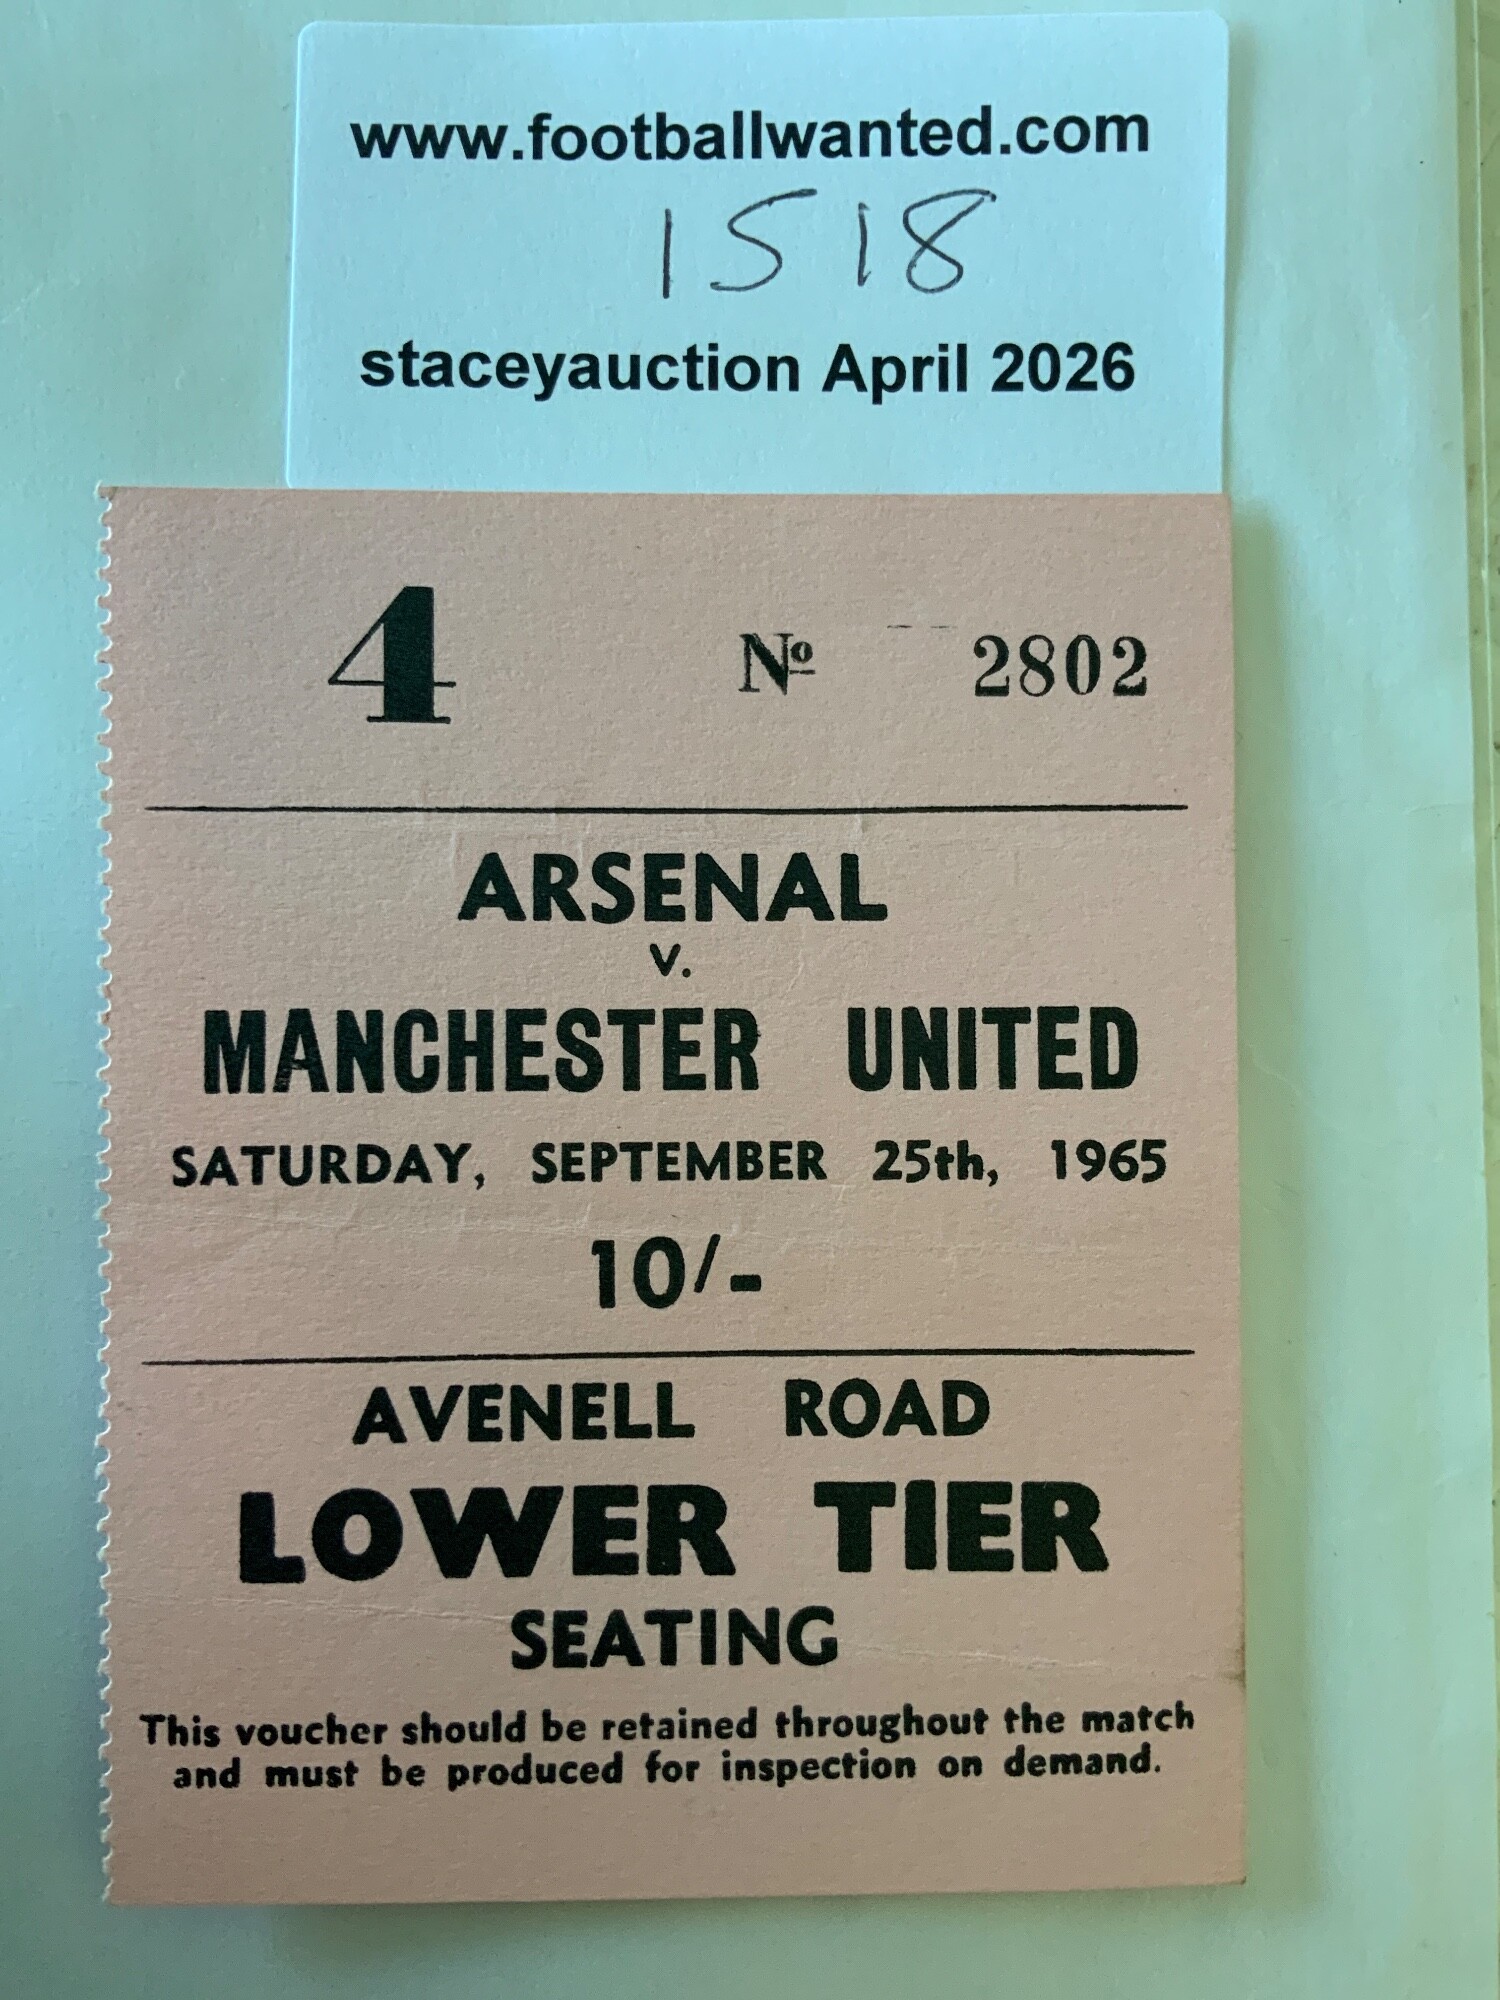 www.footballwanted.com
1518
staceyauction April 2026
4 Nº 2802
ARSENAL
v.
MANCHESTER UNITED
SATURDAY, SEPTEMBER 25th, 1965
10/-
AVENELL ROAD
LOWER TIER
SEATING
This voucher should be retained throughout the match
and must be produced for inspection on demand.